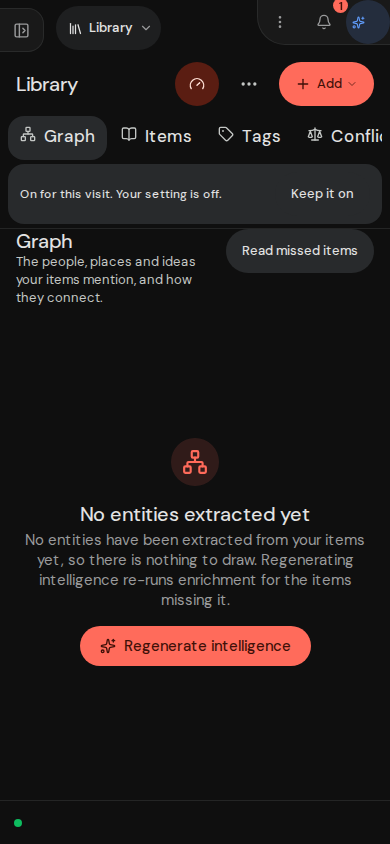 Library
1
Library
Add
Graph
Items
Tags
Conflic
On for this visit. Your setting is off.
Keep it on
Graph
Read missed items
The people, places and ideas
your items mention, and how
they connect.
No entities extracted yet
No entities have been extracted from your items
yet, so there is nothing to draw. Regenerating
intelligence re-runs enrichment for the items
missing it.
Regenerate intelligence